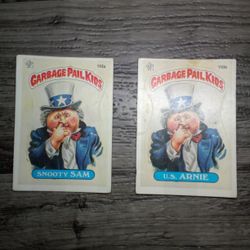 GARBAGE PAIL KIDS
SNOOTY SAM
GARBAGE PAIL KIDS
U.S. ARNIE